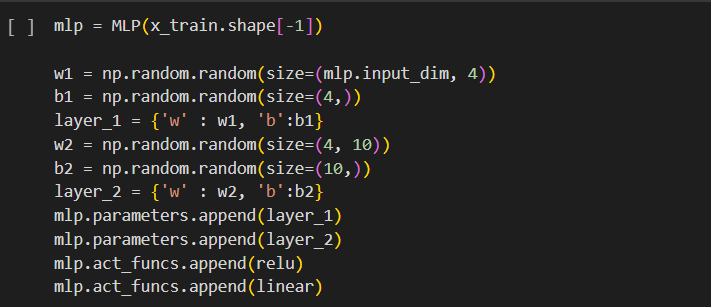 [ ] mlp = MLP(x_train.shape[-1])
w1 = np.random.random(size=(mlp.input_dim, 4))
b1 = np.random.random(size=(4,))
layer_1 = {'w' : w1, 'b':b1}
w2 = np.random.random(size=(4, 10))
b2 = np.random.random(size=(10,))
layer_2 = {'w' : w2, 'b':b2}
mlp.parameters.append(layer_1)
mlp.parameters.append(layer_2)
mlp.act_funcs.append(relu)
mlp.act_funcs.append(linear)